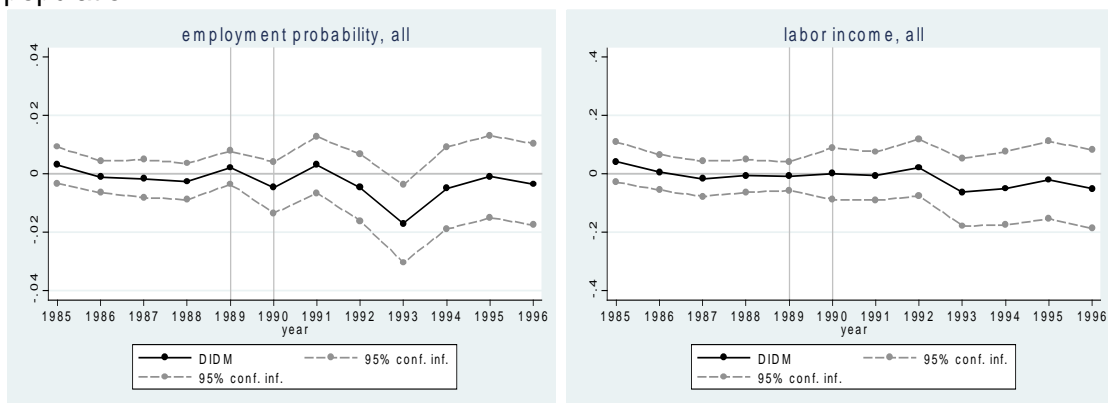 employment probability, all
.04
.02
0
-.02
-.04
1985 1986 1987 1988 1989 1990 1991 1992 1993 1994 1995 1996
year
DIDM
95% conf. inf.
95% conf. inf.
labor income, all
.4
.2
0
-.2
-.4
1985 1986 1987 1988 1989 1990 1991 1992 1993 1994 1995 1996
year
DIDM
95% conf. inf.
95% conf. inf.